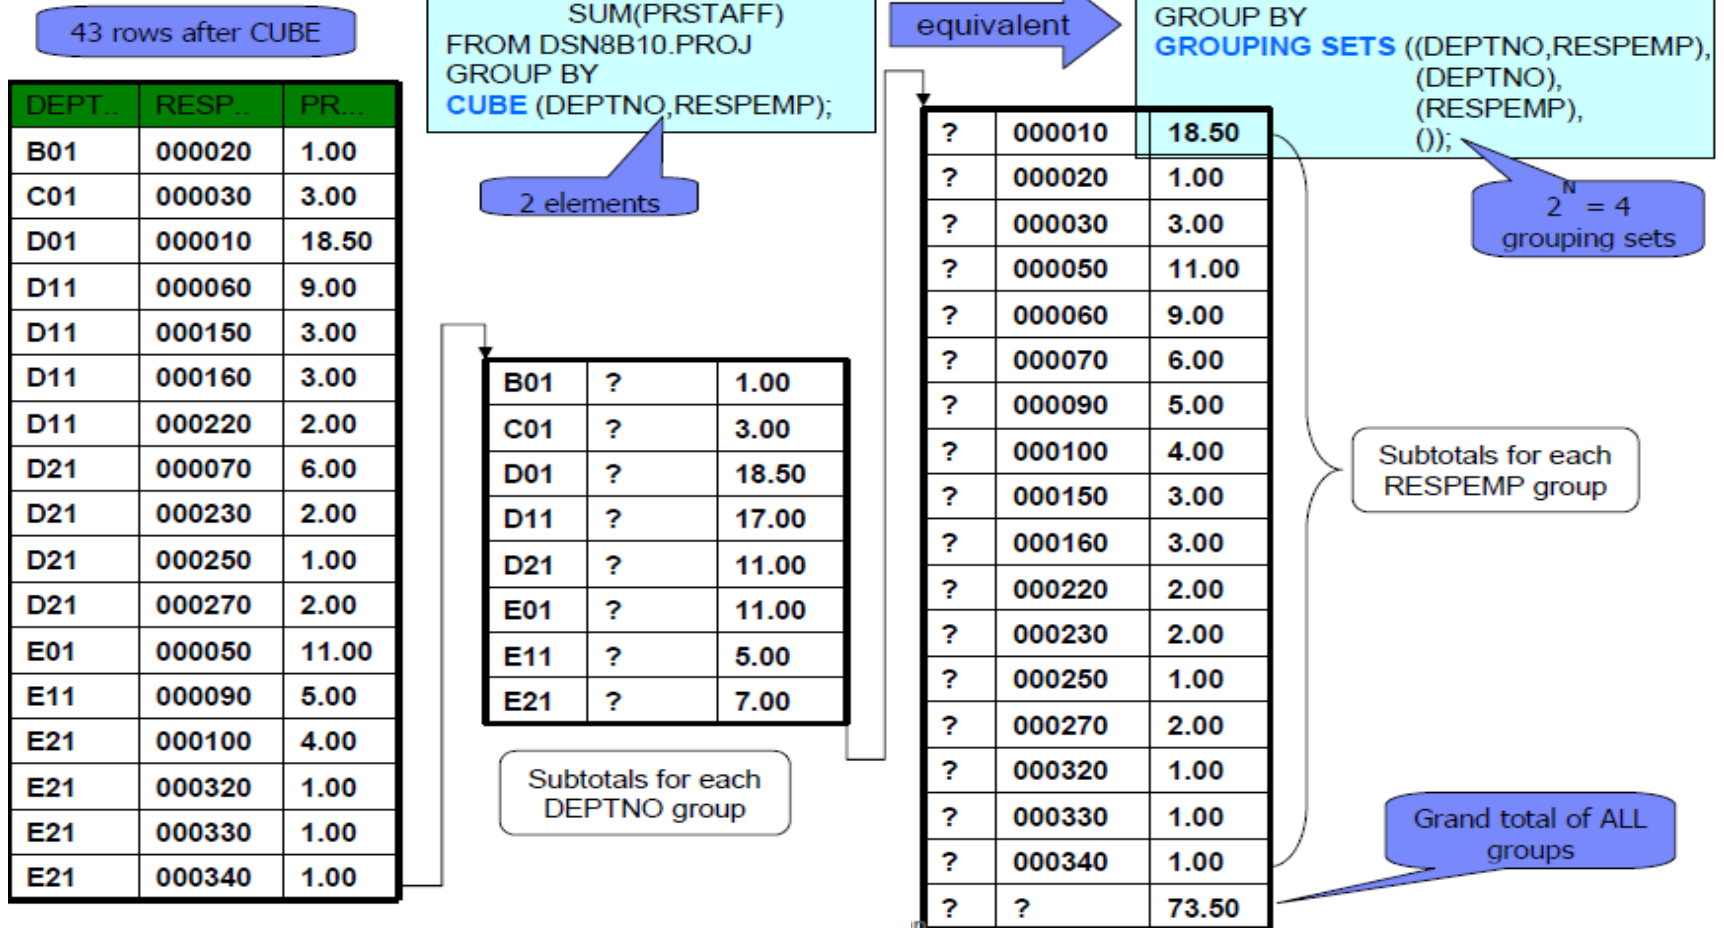 43 rows after CUBE
SUM(PRSTAFF)
FROM DSN8B10.PROJ
GROUP BY
CUBE (DEPTNO,RESPEMP);
2 elements
equivalent
GROUP BY
GROUPING SETS ((DEPTNO,RESPEMP),
(DEPTNO),
(RESPEMP),
());
2 N = 4
grouping sets
DEPT.. RESP.. PR...
B01 000020 1.00
C01 000030 3.00
D01 000010 18.50
D11 000060 9.00
D11 000150 3.00
D11 000160 3.00
D11 000220 2.00
D21 000070 6.00
D21 000230 2.00
D21 000250 1.00
D21 000270 2.00
E01 000050 11.00
E11 000090 5.00
E21 000100 4.00
E21 000320 1.00
E21 000330 1.00
E21 000340 1.00
B01 ? 1.00
C01 ? 3.00
D01 ? 18.50
D11 ? 17.00
D21 ? 11.00
E01 ? 11.00
E11 ? 5.00
E21 ? 7.00
Subtotals for each
DEPTNO group
? 000010 18.50
? 000020 1.00
? 000030 3.00
? 000050 11.00
? 000060 9.00
? 000070 6.00
? 000090 5.00
? 000100 4.00
? 000150 3.00
? 000160 3.00
? 000220 2.00
? 000230 2.00
? 000250 1.00
? 000270 2.00
? 000320 1.00
? 000330 1.00
? 000340 1.00
? ? 73.50
Subtotals for each
RESPEMP group
Grand total of ALL
groups